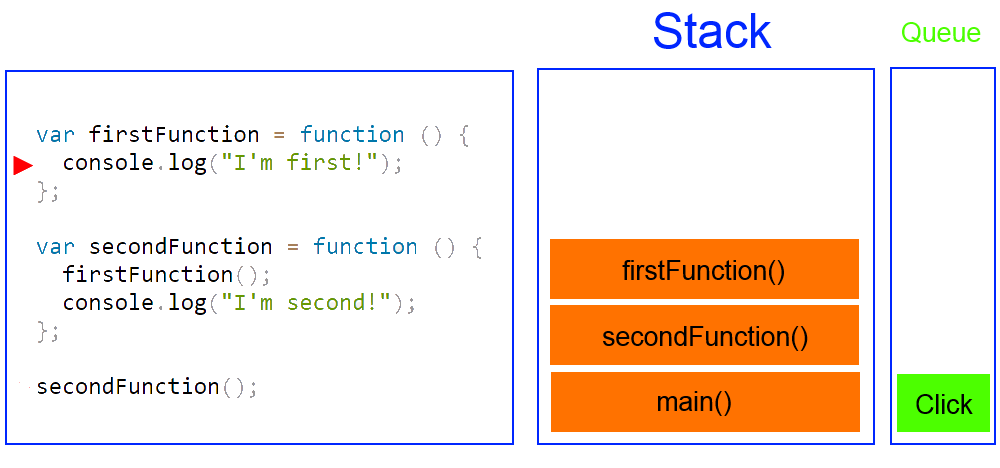 Stack
Queue
var firstFunction = function () {
  console.log("I'm first!");
};
var secondFunction = function () {
  firstFunction();
  console.log("I'm second!");
};
secondFunction();
firstFunction()
secondFunction()
main()
Click